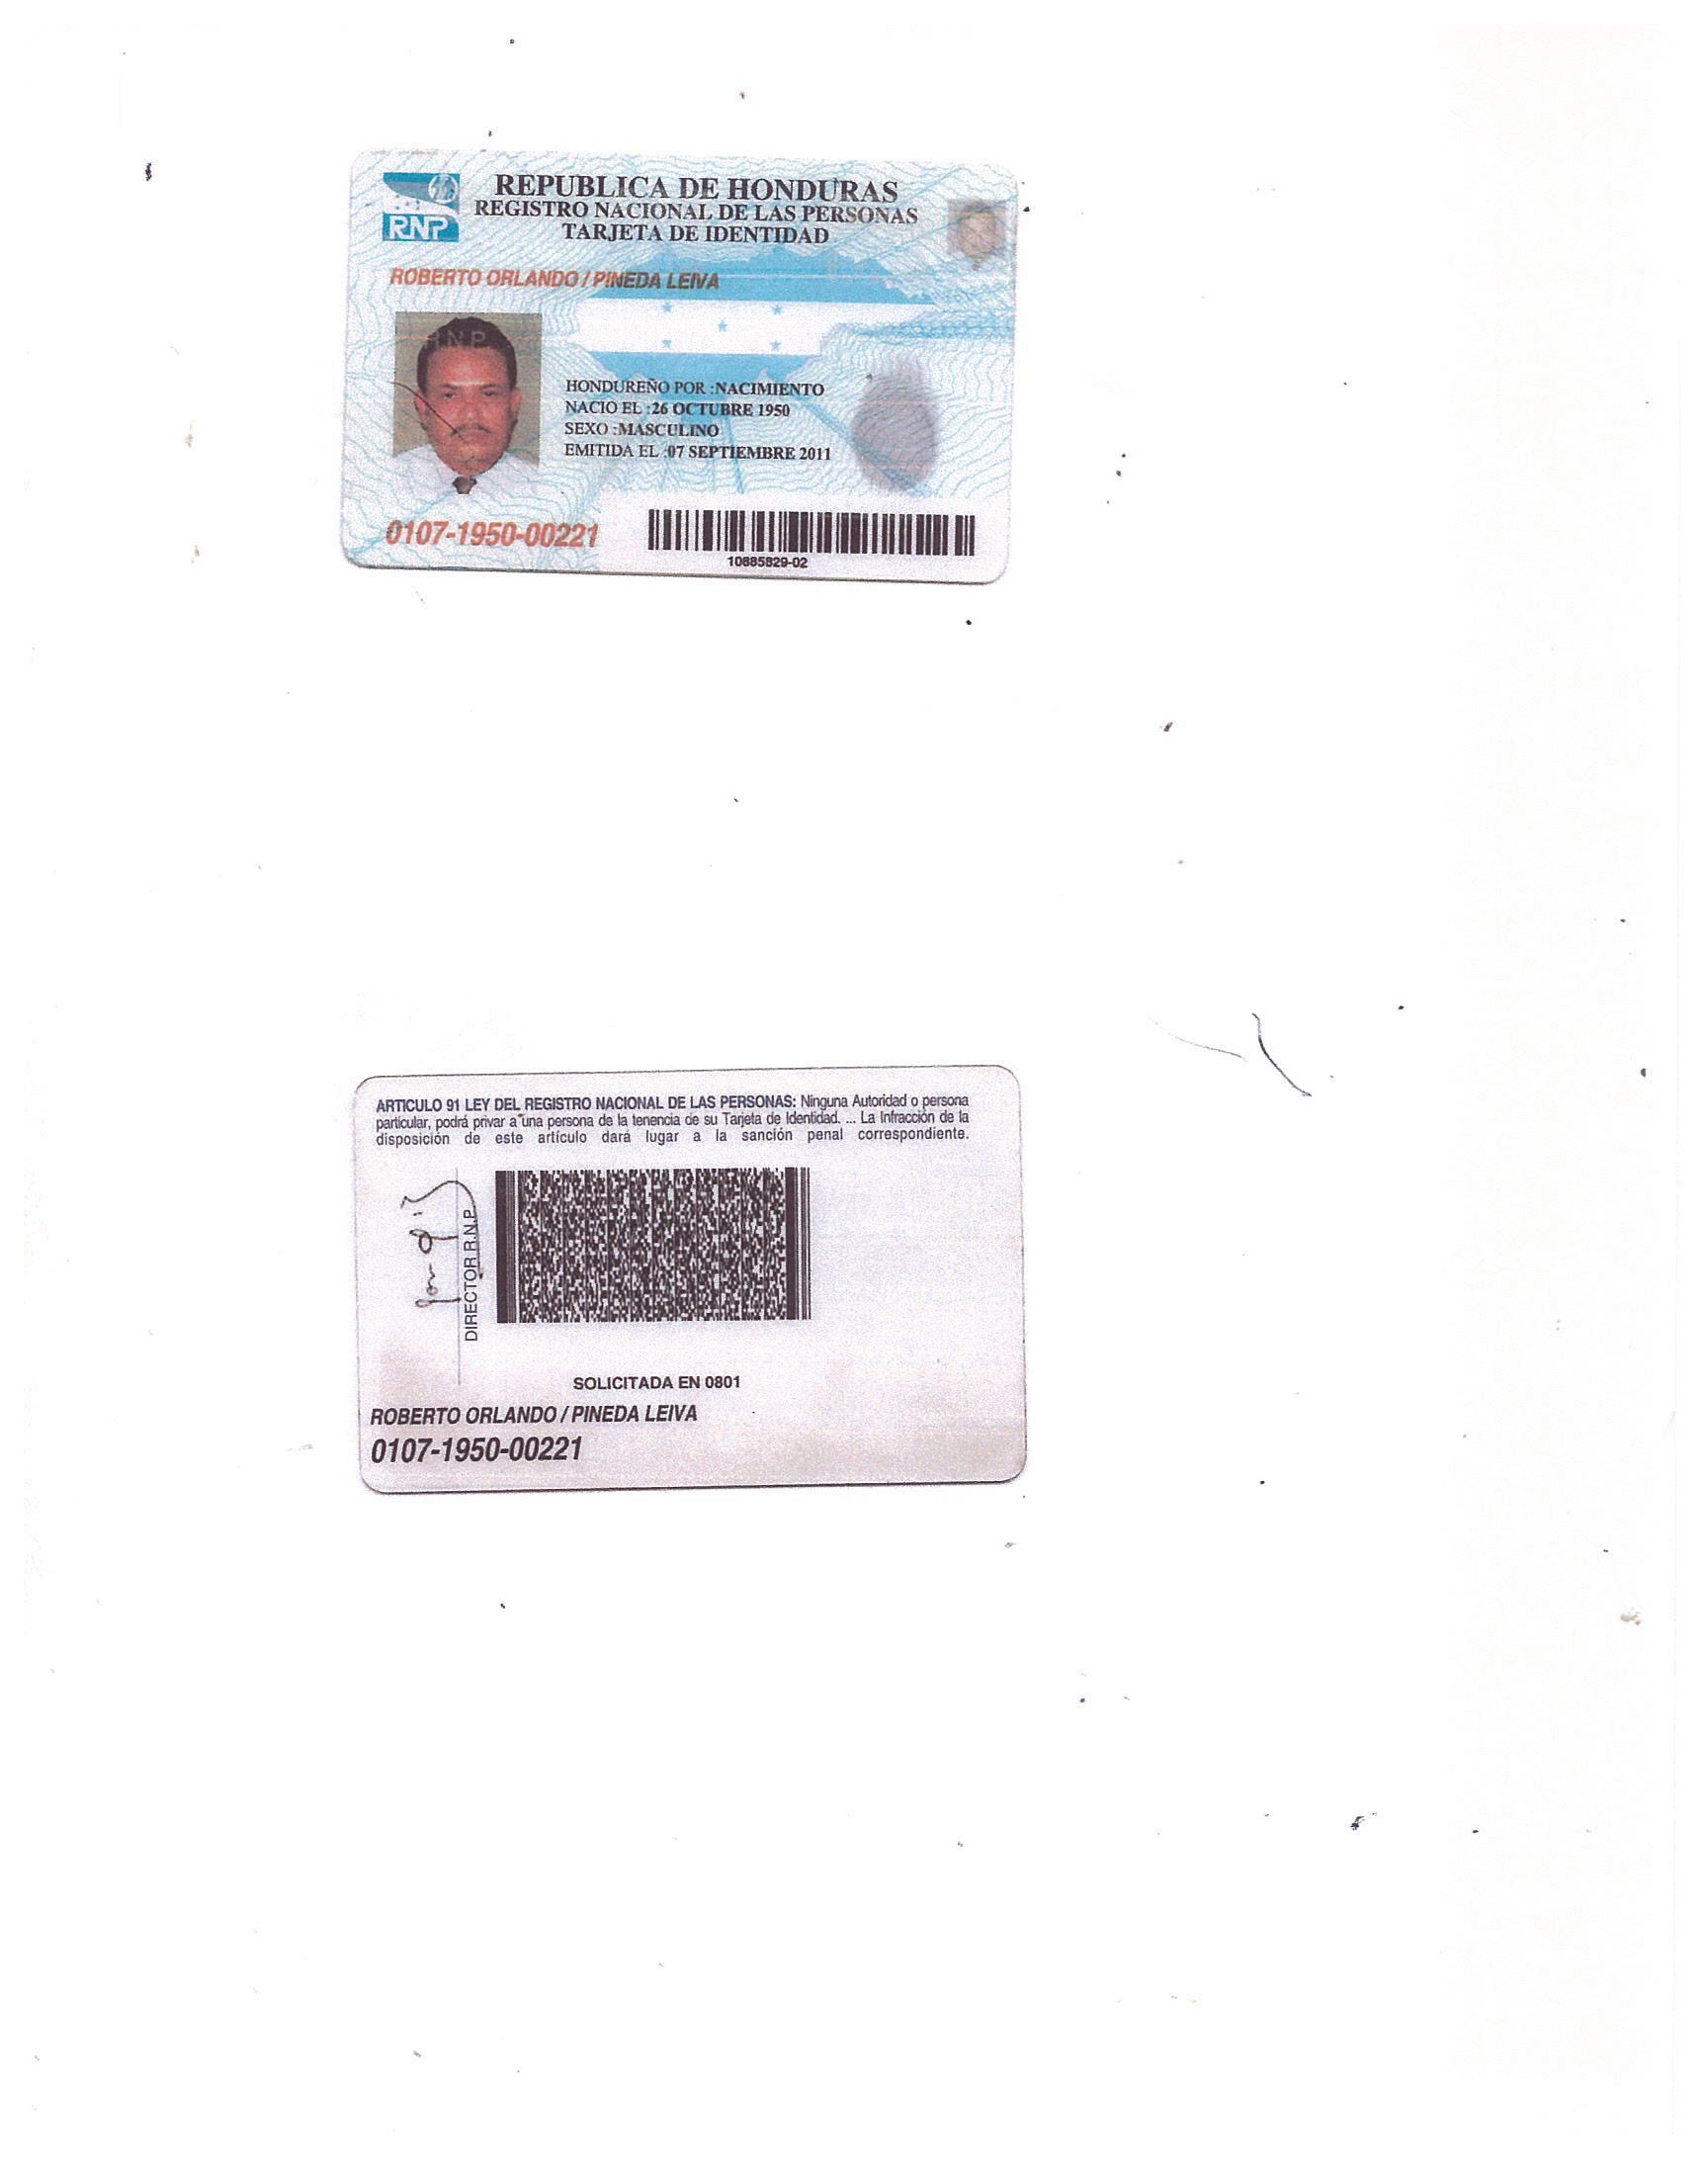 REPUBLICA DE HONDURAS
REGISTRO NACIONAL DE LAS PERSONAS
TARJETA DE IDENTIDAD
RNP
ROBERTO ORLANDO / PINEDA LEIVA
R.N.P.
HONDUREÑO POR :NACIMIENTO
NACIO EL :26 OCTUBRE 1950
SEXO :MASCULINO
EMITIDA EL :07 SEPTIEMBRE 2011
0107-1950-00221
10885829-02
ARTICULO 91 LEY DEL REGISTRO NACIONAL DE LAS PERSONAS: Ninguna Autoridad o persona
particular, podrá privar a una persona de la tenencia de su Tarjeta de Identidad. ... La Infracción de la
disposición de este artículo dará lugar a la sanción penal correspondiente.
DIRECTOR R.N.P.
SOLICITADA EN 0801
ROBERTO ORLANDO / PINEDA LEIVA
0107-1950-00221